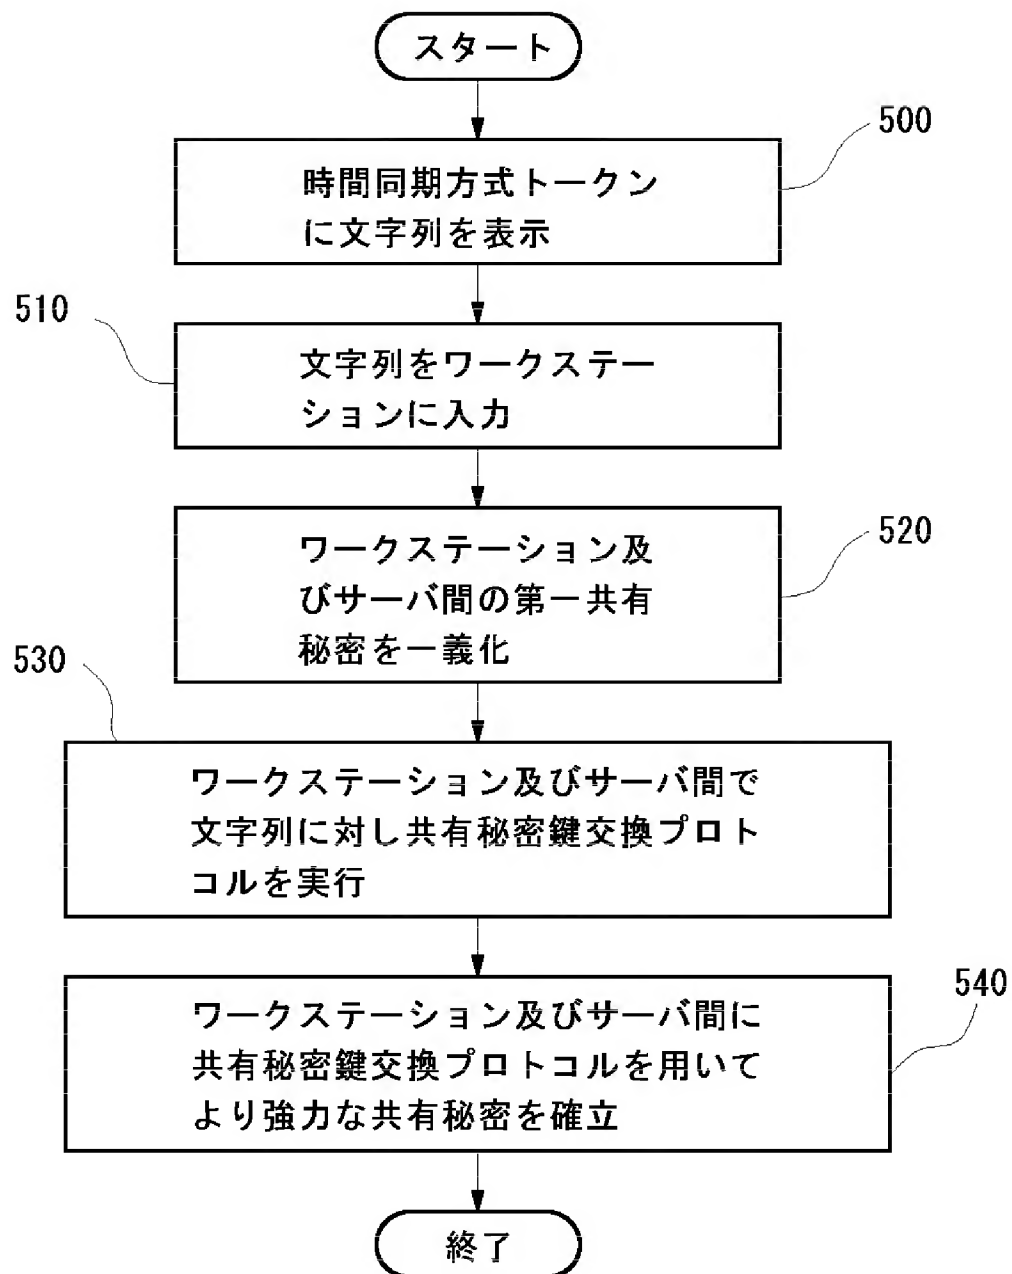 スタート
500
時間同期方式トークン
に文字列を表示
510
文字列をワークステー
ションに入力
520
ワークステーション及
びサーバ間の第一共有
秘密を一義化
530
ワークステーション及びサーバ間で
文字列に対し共有秘密鍵交換プロト
コルを実行
540
ワークステーション及びサーバ間に
共有秘密鍵交換プロトコルを用いて
より強力な共有秘密を確立
終了